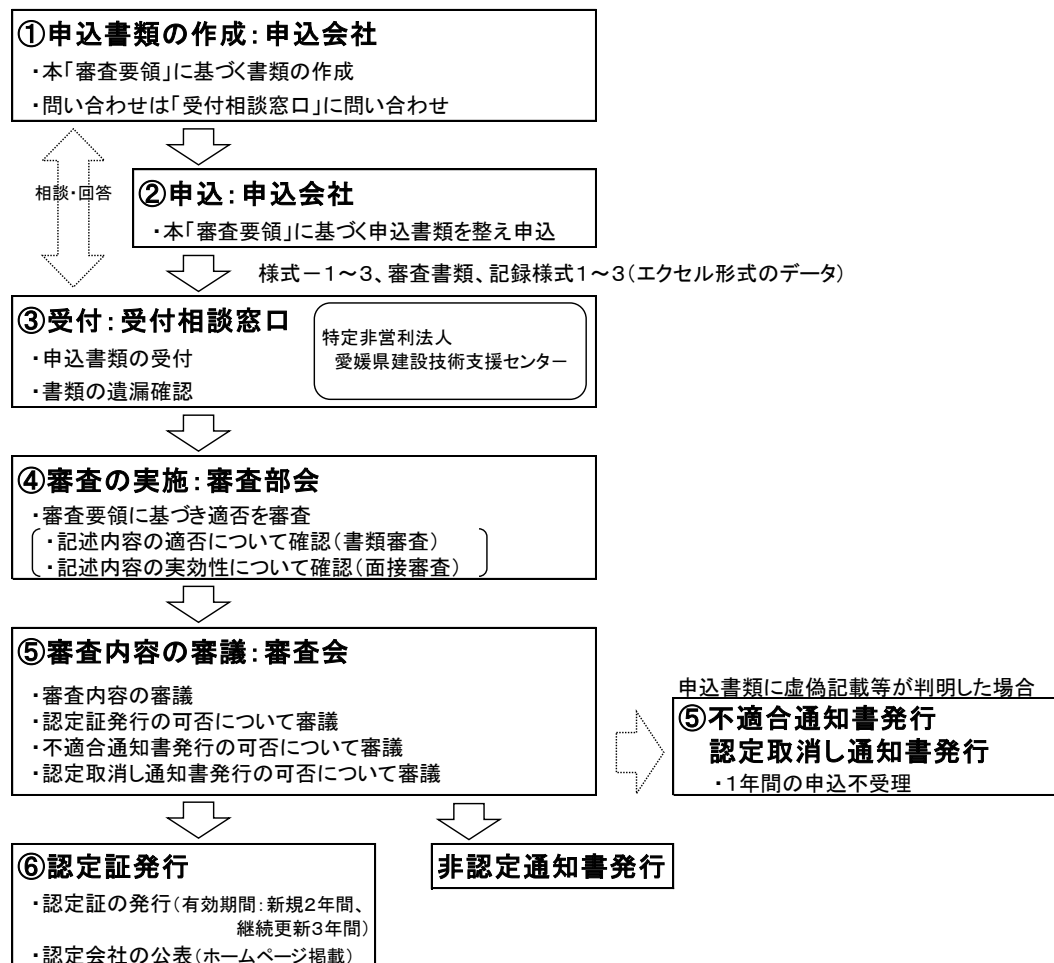 ①申込書類の作成：申込会社
・本「審査要領」に基づく書類の作成
・問い合わせは「受付相談窓口」に問い合わせ
相談・回答
②申込：申込会社
・本「審査要領」に基づく申込書類を整え申込
様式－1～3、審査書類、記録様式1～3（エクセル形式のデータ）
③受付：受付相談窓口
・申込書類の受付
・書類の遺漏確認
特定非営利法人
愛媛県建設技術支援センター
④審査の実施：審査部会
・審査要領に基づき適否を審査
・記述内容の適否について確認（書類審査）
・記述内容の実効性について確認（面接審査）
⑤審査内容の審議：審査会
・審査内容の審議
・認定証発行の可否について審議
・不適合通知書発行の可否について審議
・認定取消し通知書発行の可否について審議
申込書類に虚偽記載等が判明した場合
⑤不適合通知書発行
認定取消し通知書発行
・1年間の申込不受理
⑥認定証発行
・認定証の発行（有効期間：新規2年間、
継続更新3年間）
・認定会社の公表（ホームページ掲載）
非認定通知書発行